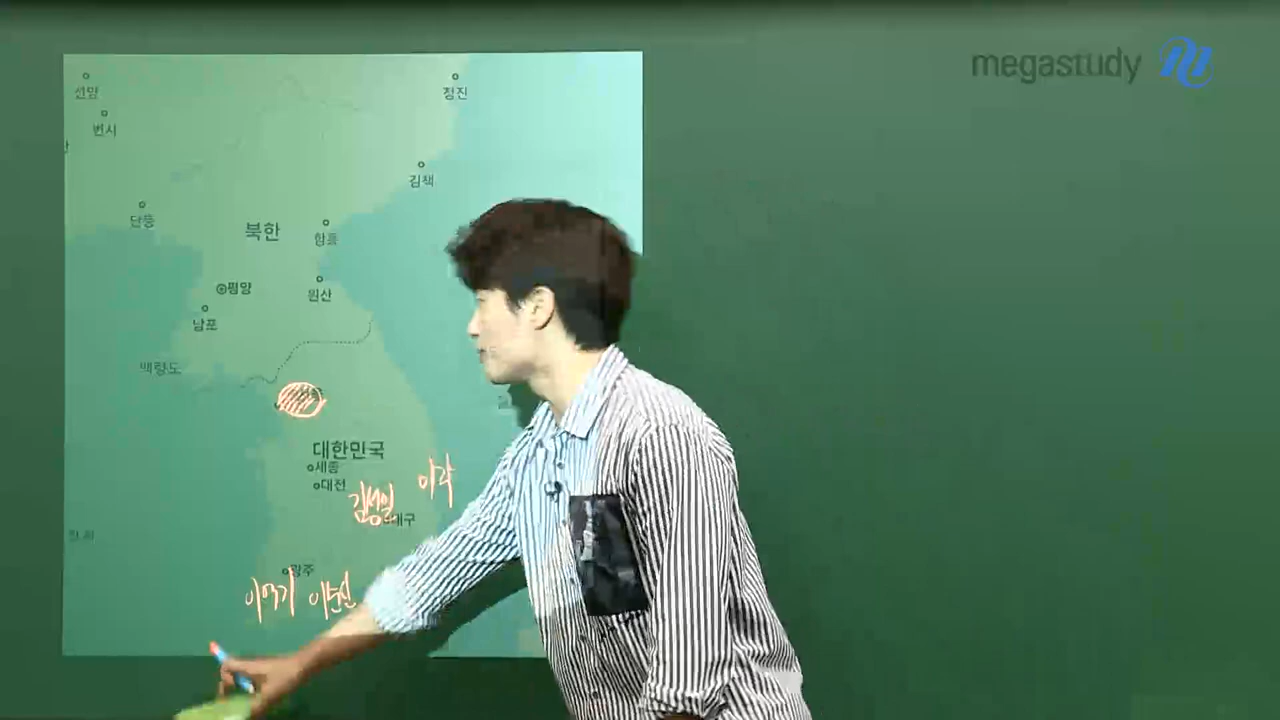 megastudy
선양
청진
번시
김책
단둥
북한
함흥
평양
원산
남포
백령도
대한민국
세종
대전
이각
김성일
대구
광주
이억기 이순신